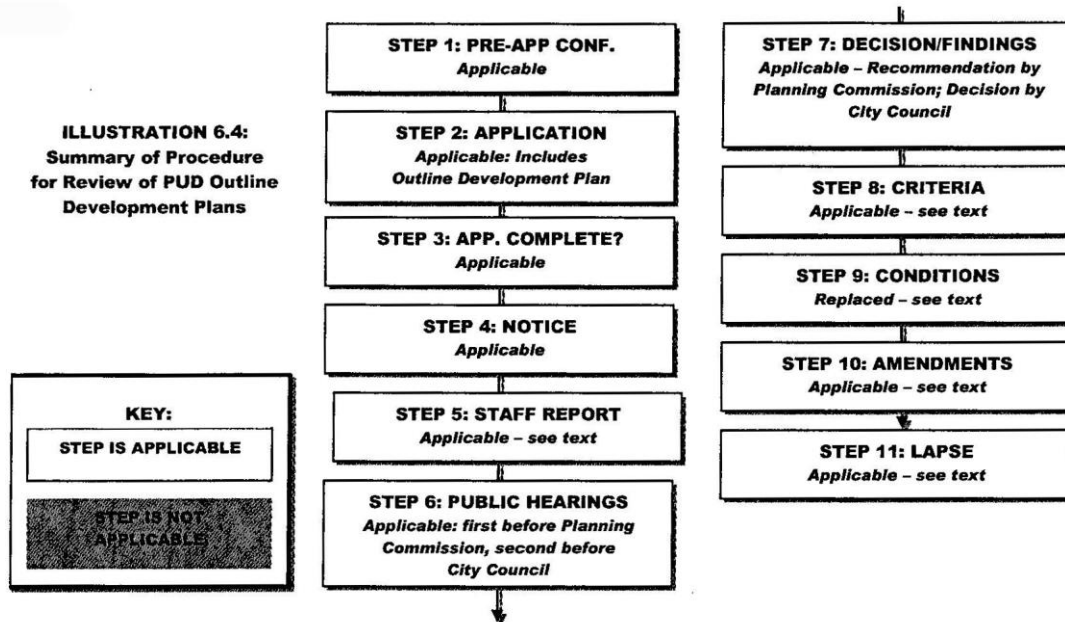 ILLUSTRATION 6.4:
Summary of Procedure
for Review of PUD Outline
Development Plans
KEY:
STEP IS APPLICABLE
STEP IS NOT
APPLICABLE
STEP 1: PRE-APP CONF.
Applicable
STEP 2: APPLICATION
Applicable: Includes
Outline Development Plan
STEP 3: APP. COMPLETE?
Applicable
STEP 4: NOTICE
Applicable
STEP 5: STAFF REPORT
Applicable – see text
STEP 6: PUBLIC HEARINGS
Applicable: first before Planning
Commission, second before
City Council
STEP 7: DECISION/FINDINGS
Applicable – Recommendation by
Planning Commission; Decision by
City Council
STEP 8: CRITERIA
Applicable – see text
STEP 9: CONDITIONS
Replaced – see text
STEP 10: AMENDMENTS
Applicable – see text
STEP 11: LAPSE
Applicable – see text